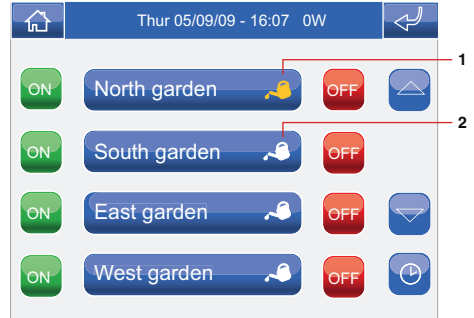 Thur 05/09/09 - 16:07 0W
1
ON North garden OFF
2
ON South garden OFF
ON East garden OFF
ON West garden OFF